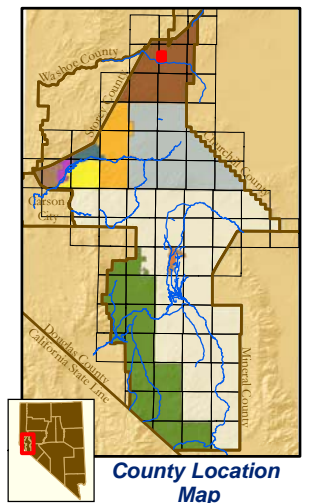 Washoe County
Storey County
Churchill County
Carson
City
Douglas County
California State Line
Mineral County
County Location
Map